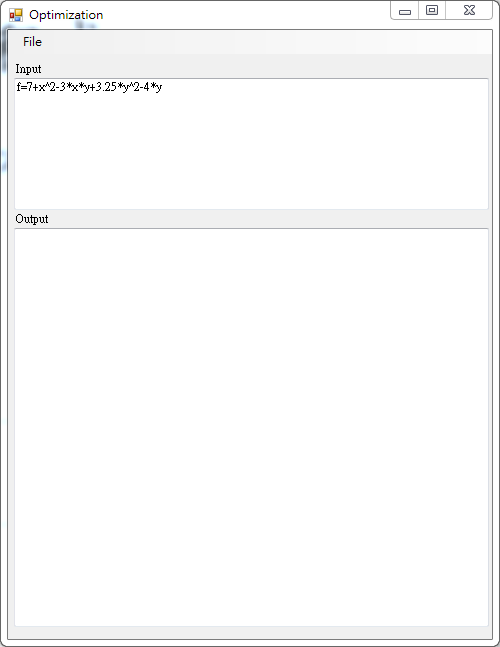 Optimization
File
Input
f=7+x^2-3*x*y+3.25*y^2-4*y
Output